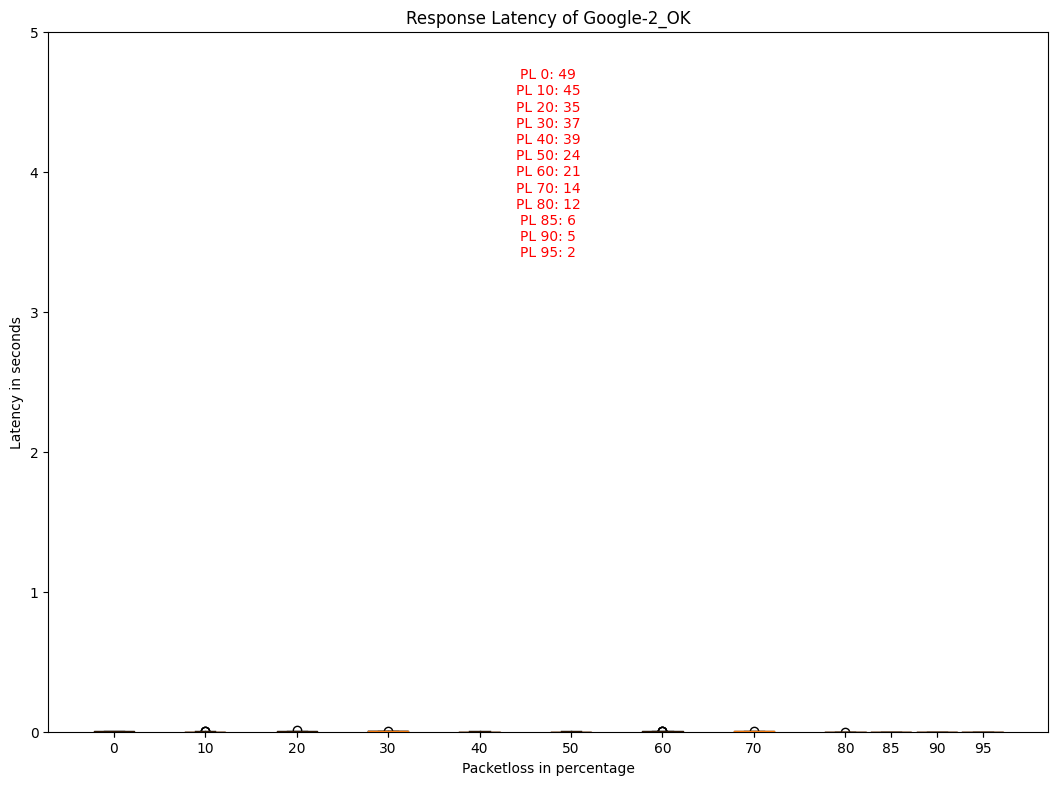 Response Latency of Google-2_OK
5
PL 0: 49
PL 10: 45
PL 20: 35
PL 30: 37
PL 40: 39
PL 50: 24
PL 60: 21
PL 70: 14
PL 80: 12
PL 85: 6
PL 90: 5
PL 95: 2
4
3
2
1
0
Latency in seconds
0 10 20 30 40 50 60 70 80 85 90 95
Packetloss in percentage